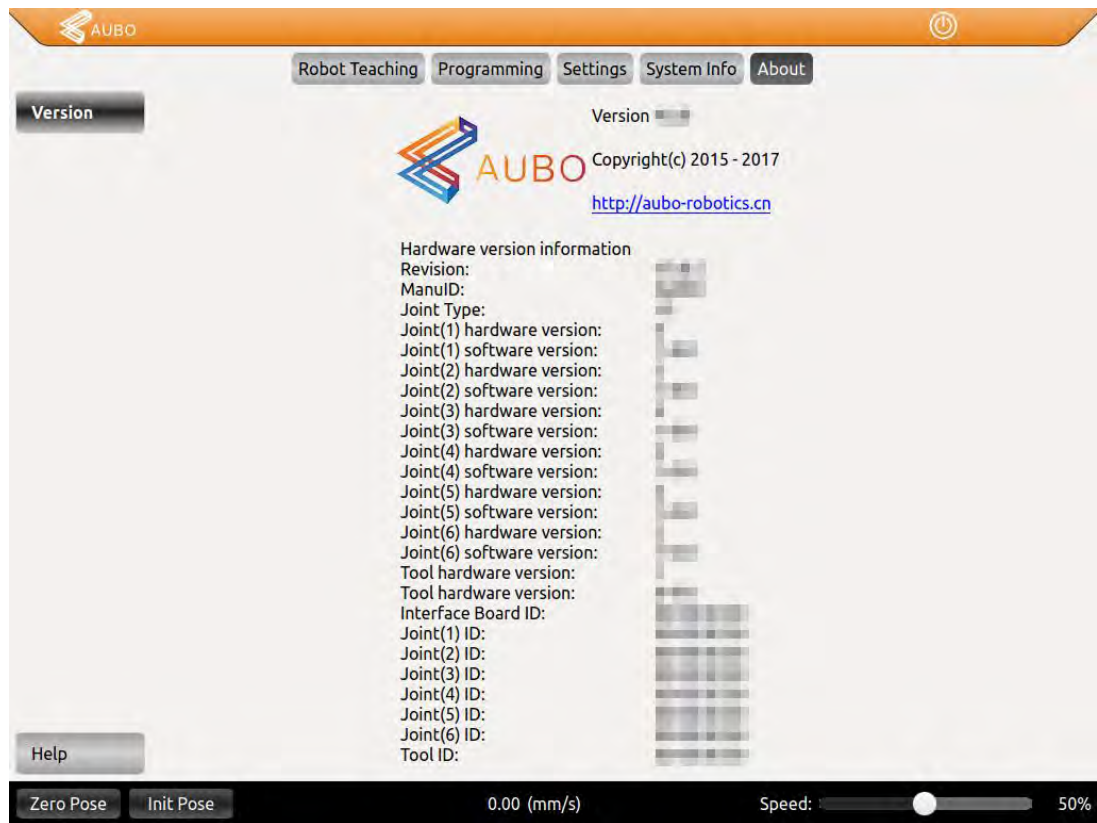 AUBO
Robot Teaching Programming Settings System Info About
Version
Version
AUBO
Copyright(c) 2015 - 2017
http://aubo-robotics.cn
Hardware version information
Revision:
ManuID:
Joint Type:
Joint(1) hardware version:
Joint(1) software version:
Joint(2) hardware version:
Joint(2) software version:
Joint(3) hardware version:
Joint(3) software version:
Joint(4) hardware version:
Joint(4) software version:
Joint(5) hardware version:
Joint(5) software version:
Joint(6) hardware version:
Joint(6) software version:
Tool hardware version:
Tool hardware version:
Interface Board ID:
Joint(1) ID:
Joint(2) ID:
Joint(3) ID:
Joint(4) ID:
Joint(5) ID:
Joint(6) ID:
Tool ID:
Help
Zero Pose Init Pose 0.00 (mm/s) Speed: 50%